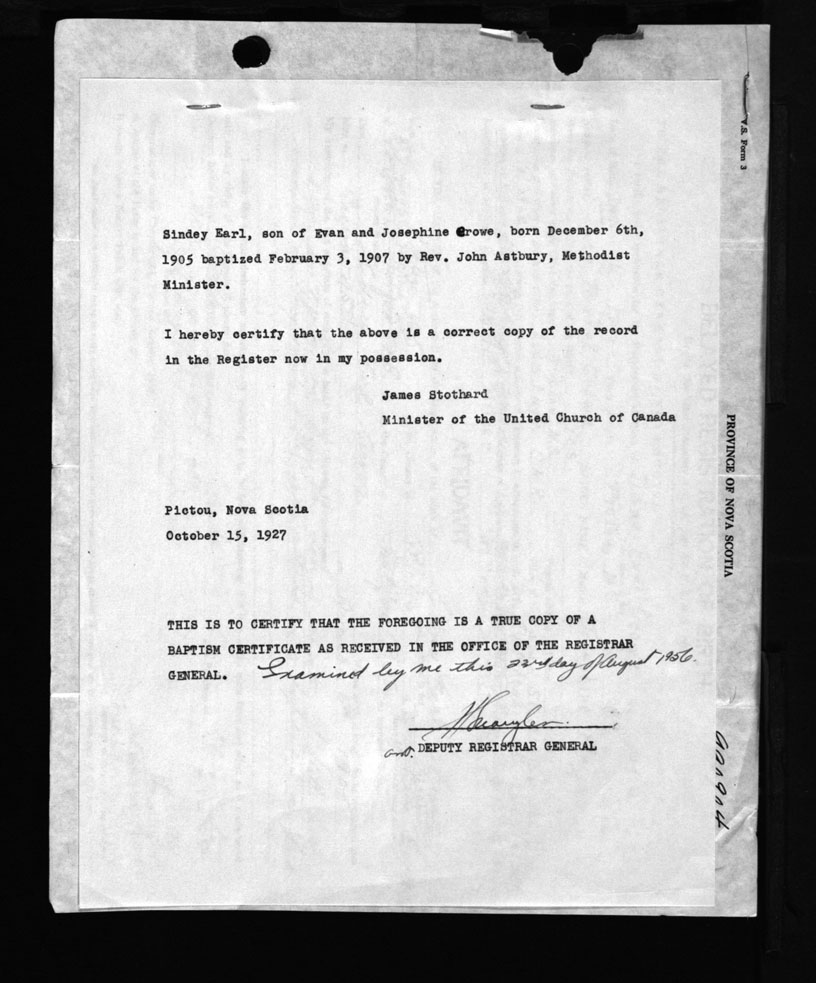 V.S. Form 3
Sindey Earl, son of Evan and Josephine Crowe, born December 6th,
1905 baptized February 3, 1907 by Rev. John Astbury, Methodist
Minister.
I hereby certify that the above is a correct copy of the record
in the Register now in my possession.
James Stothard
Minister of the United Church of Canada
PROVINCE OF NOVA SCOTIA
Pictou, Nova Scotia
October 15, 1927
THIS IS TO CERTIFY THAT THE FOREGOING IS A TRUE COPY OF A
BAPTISM CERTIFICATE AS RECEIVED IN THE OFFICE OF THE REGISTRAR
GENERAL. Examined by me this 23rd day of August 1956.
DEPUTY REGISTRAR GENERAL